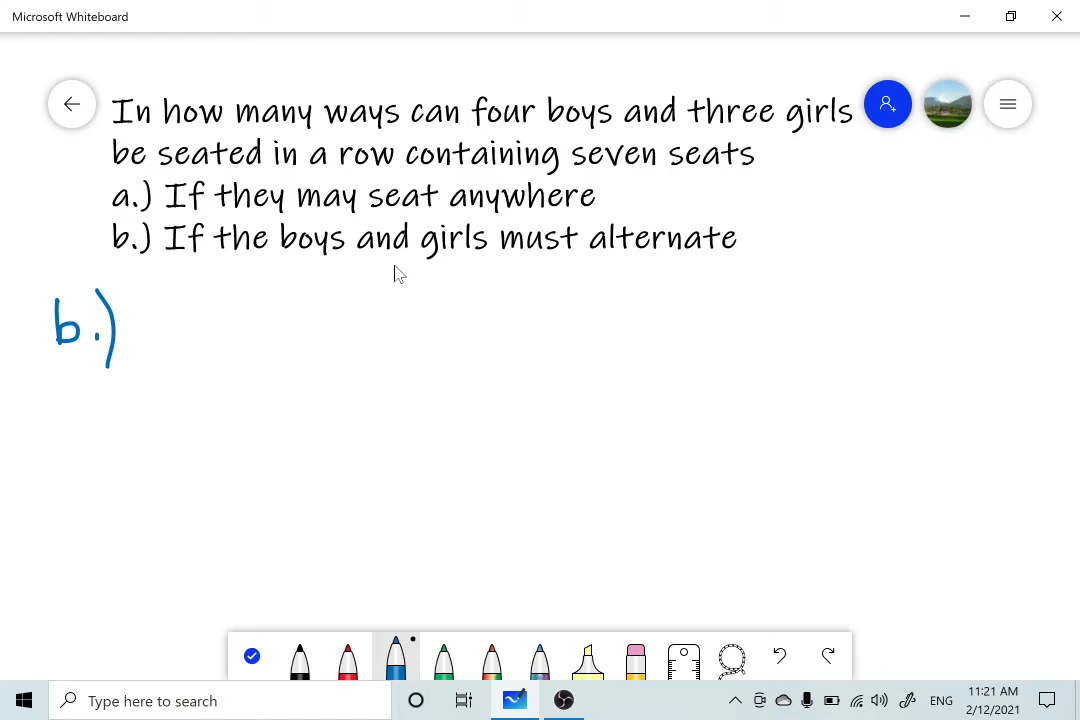 Microsoft Whiteboard
In how many ways can four boys and three girls
be seated in a row containing seven seats
a.) If they may seat anywhere
b.) If the boys and girls must alternate
b.)
Type here to search
ENG
11:21 AM
2/12/2021